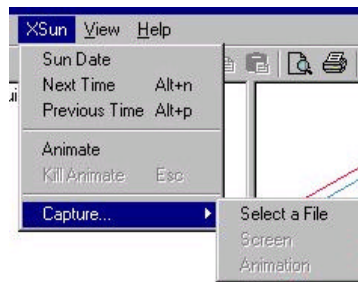 XSun View Help
Sun Date
Next Time Alt+n
Previous Time Alt+p
Animate
Kill Animate Esc
Capture...
Select a File
Screen
Animation